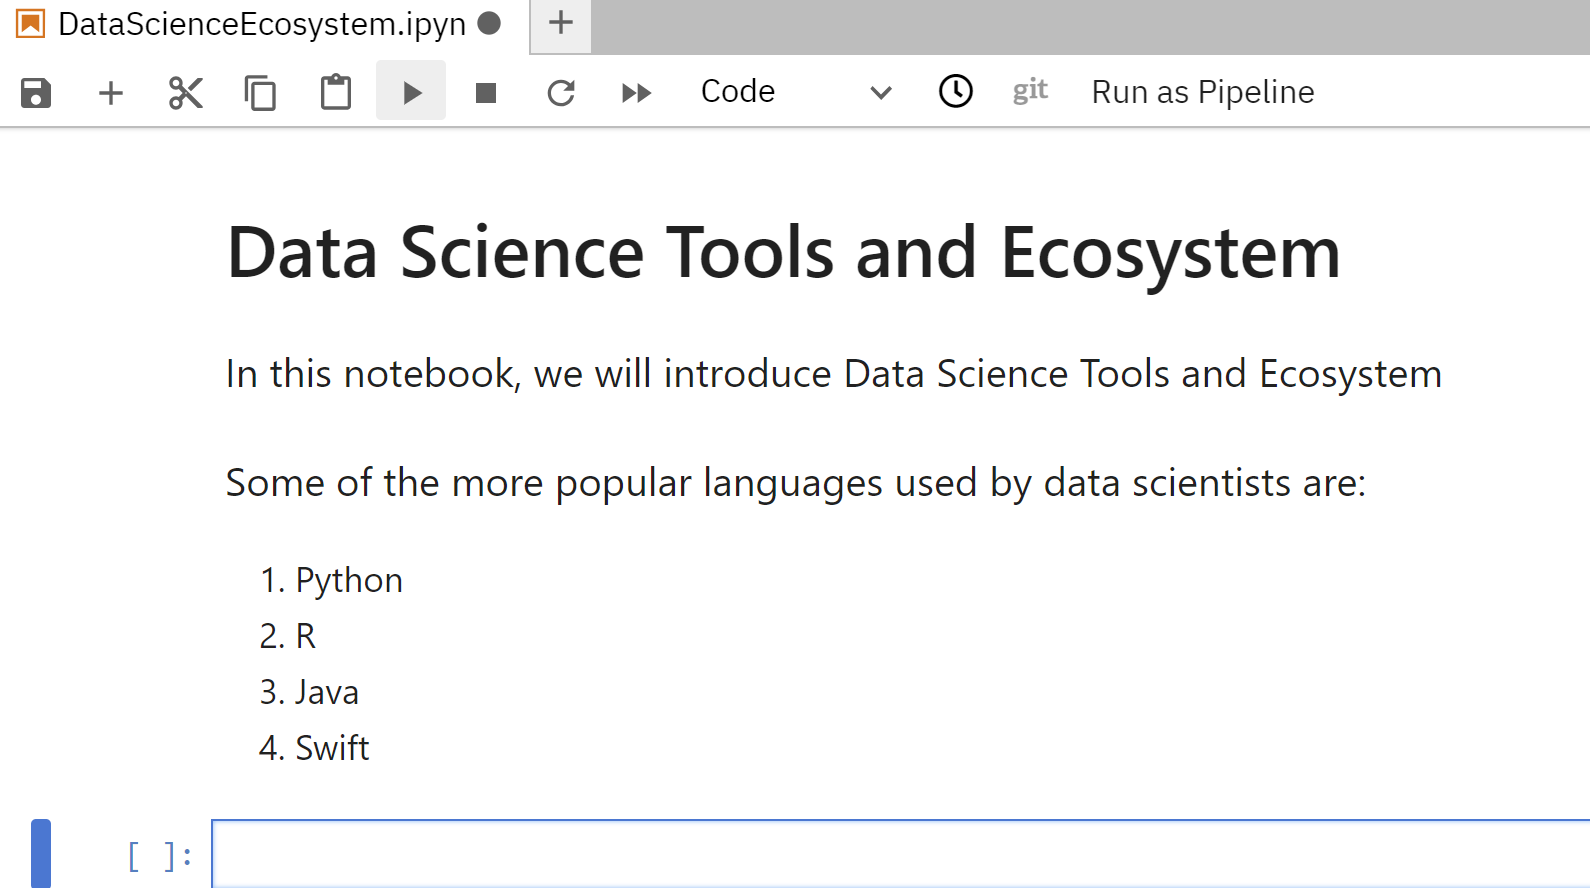 DataScienceEcosystem.ipyn
Code git Run as Pipeline
Data Science Tools and Ecosystem
In this notebook, we will introduce Data Science Tools and Ecosystem
Some of the more popular languages used by data scientists are:
1. Python
2. R
3. Java
4. Swift
[ ]: